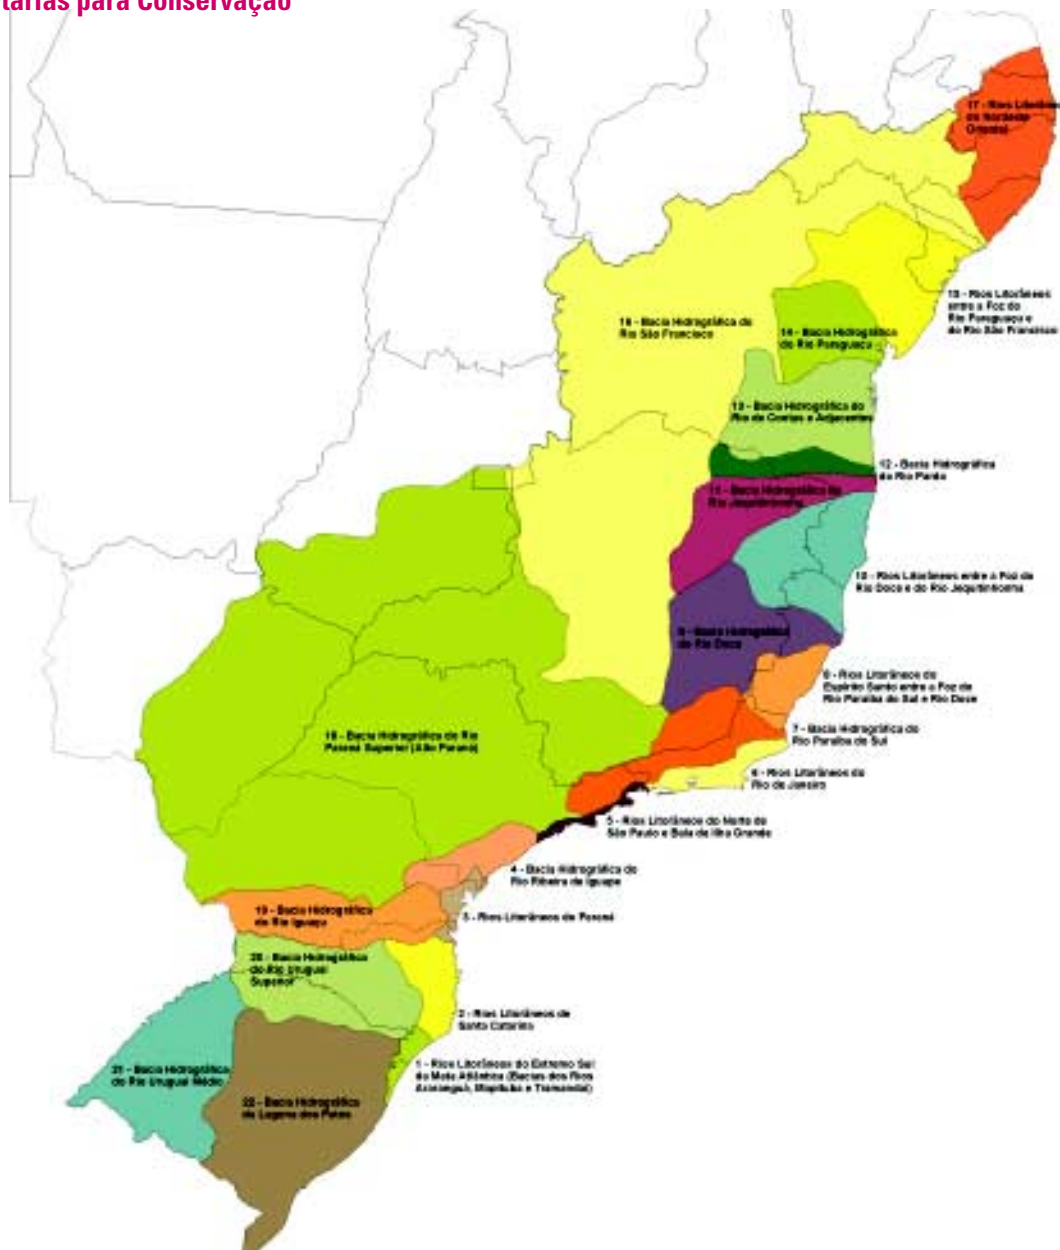 tárias para Conservação
17 - Rios Litorâneos
do Nordeste
Oriental
15 - Rios Litorâneos
entre a Foz do
Rio Paraguaçu e
do Rio São Francisco
16 - Bacia Hidrográfica do
Rio São Francisco
14 - Bacia Hidrográfica
do Rio Paraguaçu
13 - Bacia Hidrográfica do
Rio de Contas e Adjacentes
12 - Bacia Hidrográfica
do Rio Pardo
11 - Bacia Hidrográfica do
Rio Jequitinhonha
10 - Rios Litorâneos entre a Foz do
Rio Doce e do Rio Jequitinhonha
9 - Bacia Hidrográfica
do Rio Doce
8 - Rios Litorâneos do
Espírito Santo entre a Foz do
Rio Paraíba do Sul e Rio Doce
7 - Bacia Hidrográfica do
Rio Paraíba do Sul
18 - Bacia Hidrográfica do Rio
Paraná Superior (Alto Paraná)
6 - Rios Litorâneos do
Rio de Janeiro
5 - Rios Litorâneos do Norte de
São Paulo e Baía de Ilha Grande
4 - Bacia Hidrográfica do
Rio Ribeira de Iguape
19 - Bacia Hidrográfica
do Rio Iguaçu
3 - Rios Litorâneos do Paraná
20 - Bacia Hidrográfica
do Rio Uruguai
Superior
2 - Rios Litorâneos de
Santa Catarina
21 - Bacia Hidrográfica
do Rio Uruguai Médio
1 - Rios Litorâneos do Extremo Sul
da Mata Atlântica (Bacias dos Rios
Araranguá, Mapituba e Tramandaí)
22 - Bacia Hidrográfica
da Laguna dos Patos